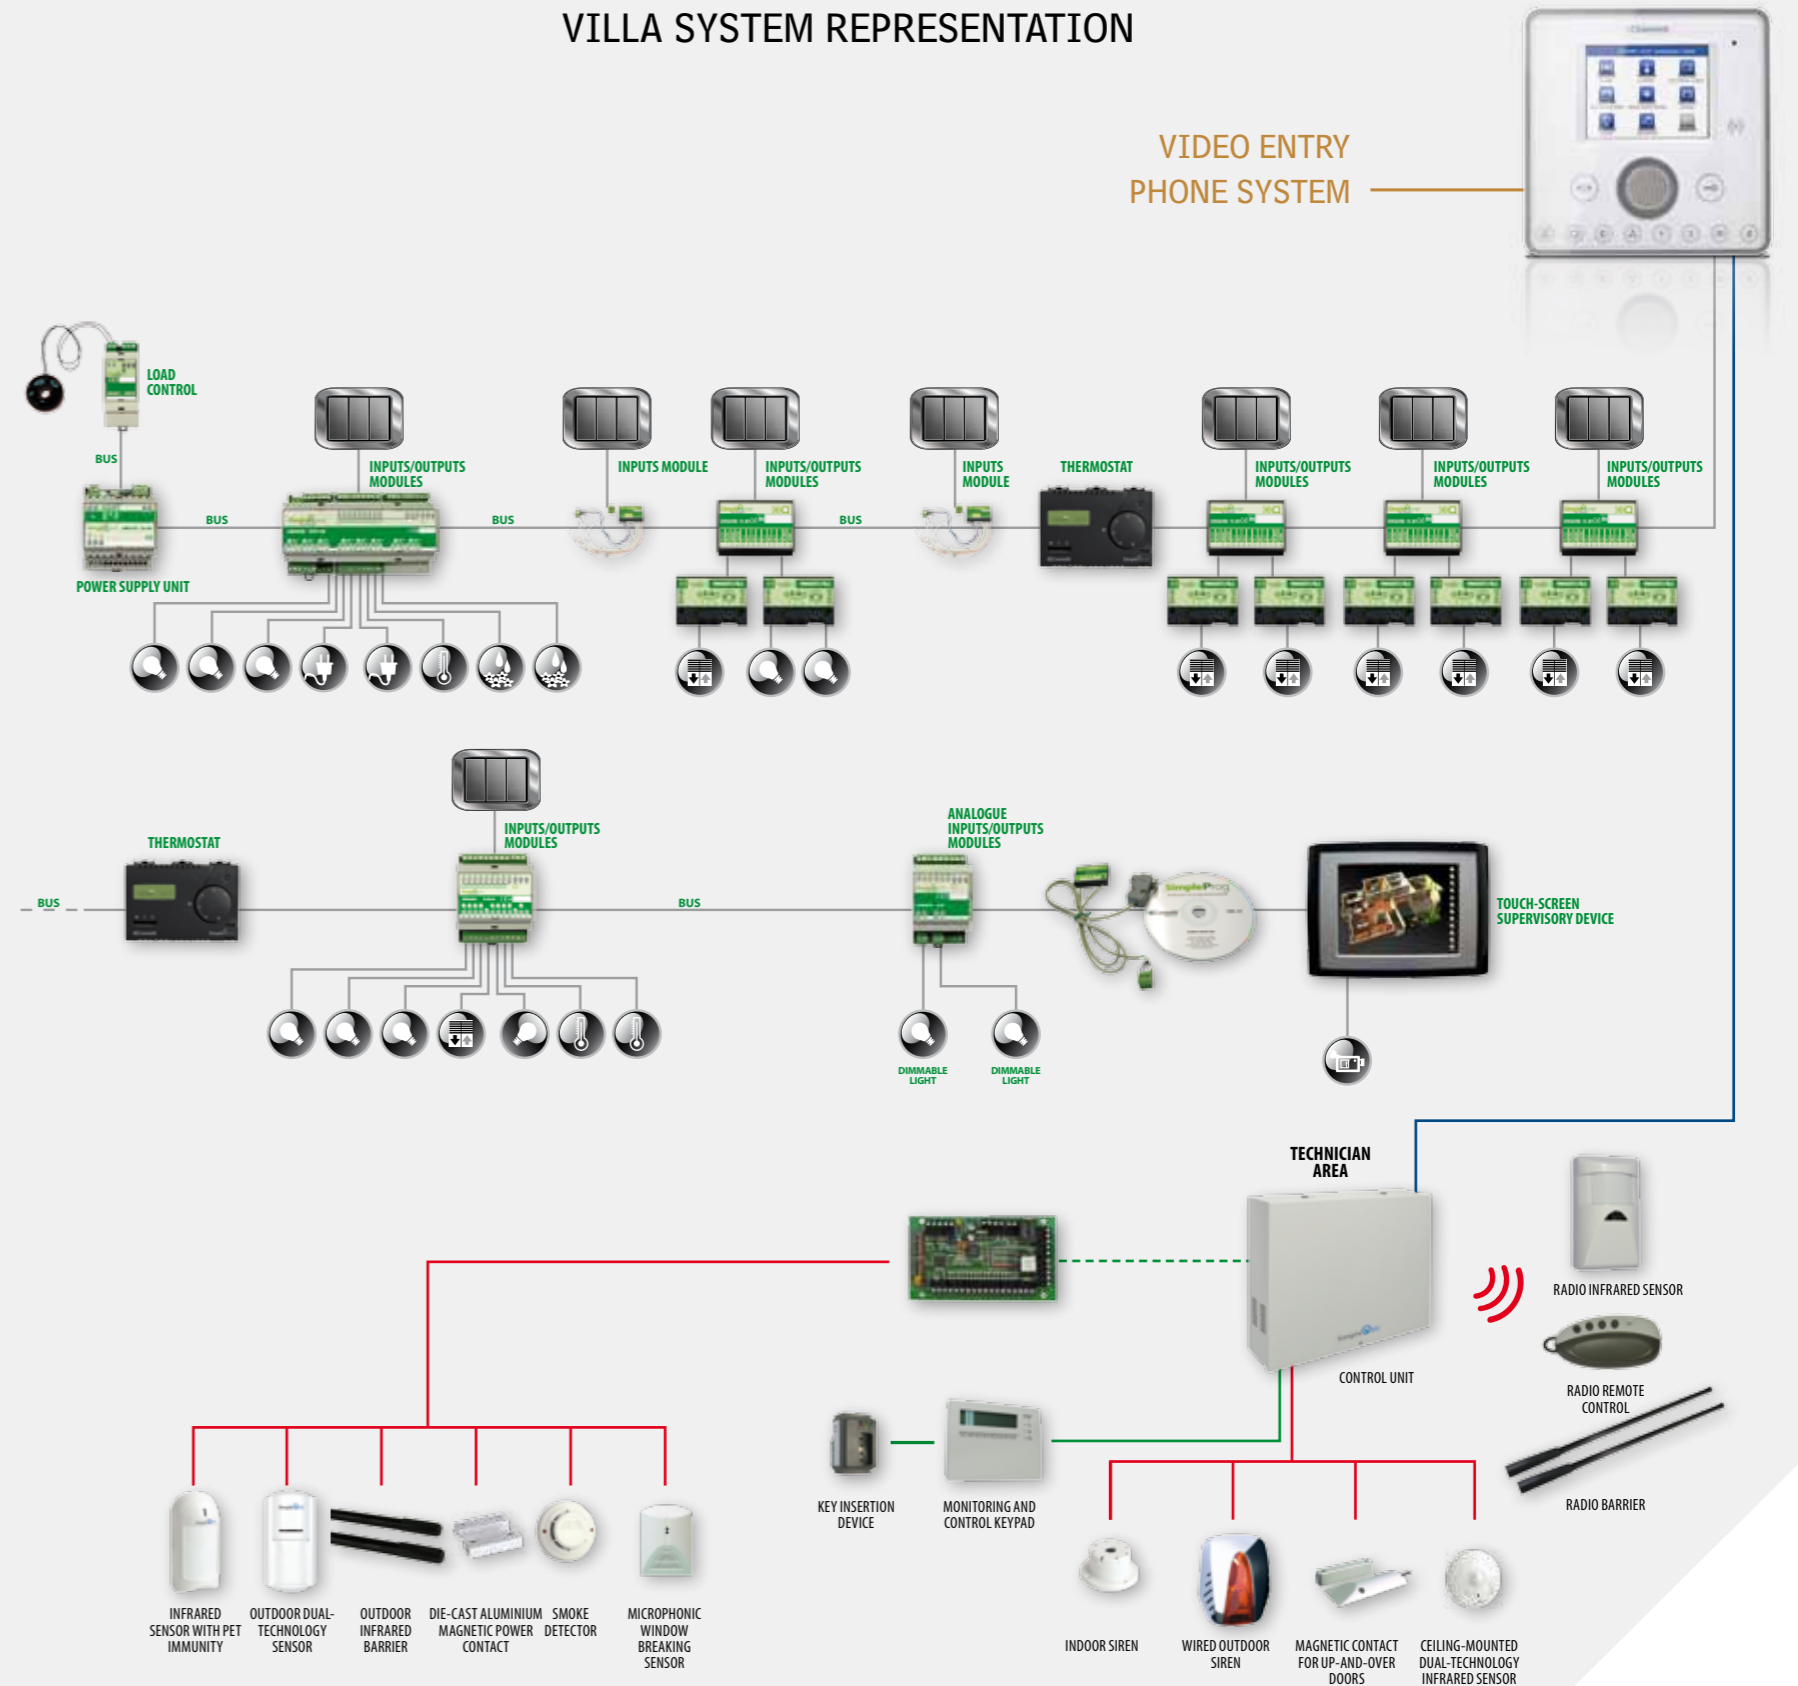 VILLA SYSTEM REPRESENTATION
VIDEO ENTRY
PHONE SYSTEM
LOAD
CONTROL
BUS
INPUTS/OUTPUTS
MODULES
INPUTS MODULE
INPUTS/OUTPUTS
MODULES
INPUTS
MODULE
THERMOSTAT
INPUTS/OUTPUTS
MODULES
INPUTS/OUTPUTS
MODULES
INPUTS/OUTPUTS
MODULES
BUS
BUS
BUS
POWER SUPPLY UNIT
THERMOSTAT
INPUTS/OUTPUTS
MODULES
ANALOGUE
INPUTS/OUTPUTS
MODULES
BUS
BUS
SimpleProg
TOUCH-SCREEN
SUPERVISORY DEVICE
DIMMABLE
LIGHT
DIMMABLE
LIGHT
TECHNICIAN
AREA
RADIO INFRARED SENSOR
CONTROL UNIT
RADIO REMOTE
CONTROL
RADIO BARRIER
KEY INSERTION
DEVICE
MONITORING AND
CONTROL KEYPAD
INFRARED
SENSOR WITH PET
IMMUNITY
OUTDOOR DUAL-
TECHNOLOGY
SENSOR
OUTDOOR
INFRARED
BARRIER
DIE-CAST ALUMINIUM
MAGNETIC POWER
CONTACT
SMOKE
DETECTOR
MICROPHONIC
WINDOW
BREAKING
SENSOR
INDOOR SIREN
WIRED OUTDOOR
SIREN
MAGNETIC CONTACT
FOR UP-AND-OVER
DOORS
CEILING-MOUNTED
DUAL-TECHNOLOGY
INFRARED SENSOR